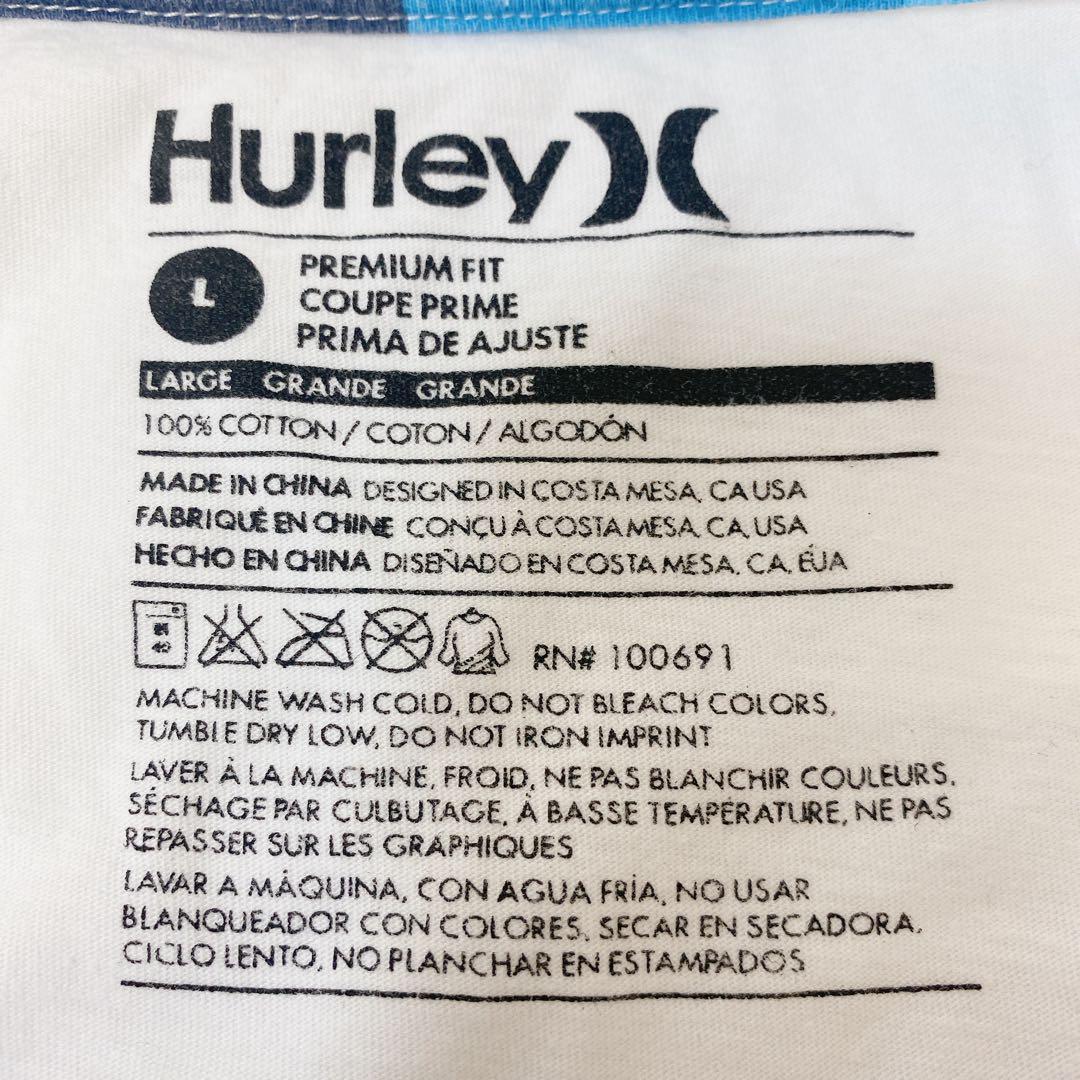 Hurley
L
PREMIUM FIT
COUPE PRIME
PRIMA DE AJUSTE
LARGE GRANDE GRANDE
100% COTTON / COTON / ALGODÓN
MADE IN CHINA DESIGNED IN COSTA MESA, CA USA
FABRIQUÉ EN CHINE CONÇU À COSTA MESA, CA, USA
HECHO EN CHINA DISEÑADO EN COSTA MESA, CA, EUA
40
RN# 100691
MACHINE WASH COLD, DO NOT BLEACH COLORS,
TUMBLE DRY LOW, DO NOT IRON IMPRINT
LAVER À LA MACHINE, FROID, NE PAS BLANCHIR COULEURS.
SÉCHAGE PAR CULBUTAGE, À BASSE TEMPÉRATURE, NE PAS
REPASSER SUR LES GRAPHIQUES
LAVAR A MÁQUINA, CON AGUA FRÍA, NO USAR
BLANQUEADOR CON COLORES, SECAR EN SECADORA.
CICLO LENTO, NO PLANCHAR EN ESTAMPADOS